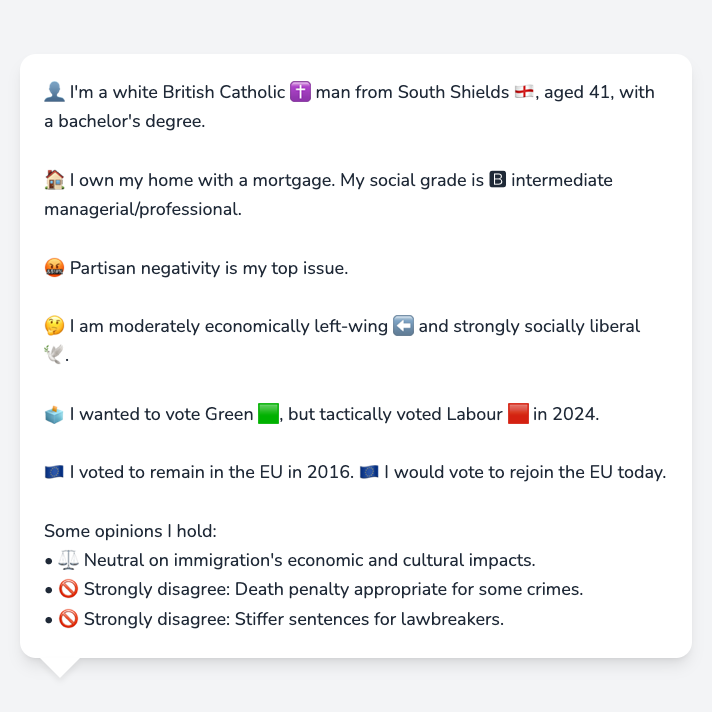 👤 I'm a white British Catholic ✝️ man from South Shields 🏴󠁧󠁢󠁥󠁮󠁧󠁿, aged 41, with
a bachelor's degree.
🏠 I own my home with a mortgage. My social grade is 🅱 intermediate
managerial/professional.
🤬 Partisan negativity is my top issue.
🤔 I am moderately economically left-wing ⬅️ and strongly socially liberal
🕊️.
🗳️ I wanted to vote Green 🟩, but tactically voted Labour 🟥 in 2024.
🇪🇺 I voted to remain in the EU in 2016. 🇪🇺 I would vote to rejoin the EU today.
Some opinions I hold:
• ⚖️ Neutral on immigration's economic and cultural impacts.
• 🚫 Strongly disagree: Death penalty appropriate for some crimes.
• 🚫 Strongly disagree: Stiffer sentences for lawbreakers.